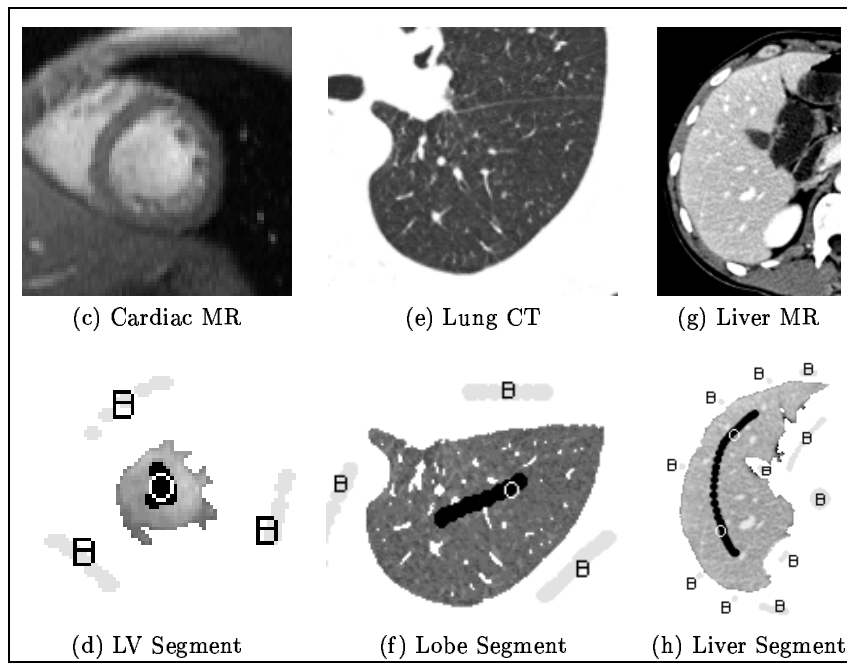 (c) Cardiac MR
(e) Lung CT
(g) Liver MR
B
B
B
O
B
B
B
O
B
B
B
B
B
B
B
B
B
B
B
B
O
O
(d) LV Segment
(f) Lobe Segment
(h) Liver Segment